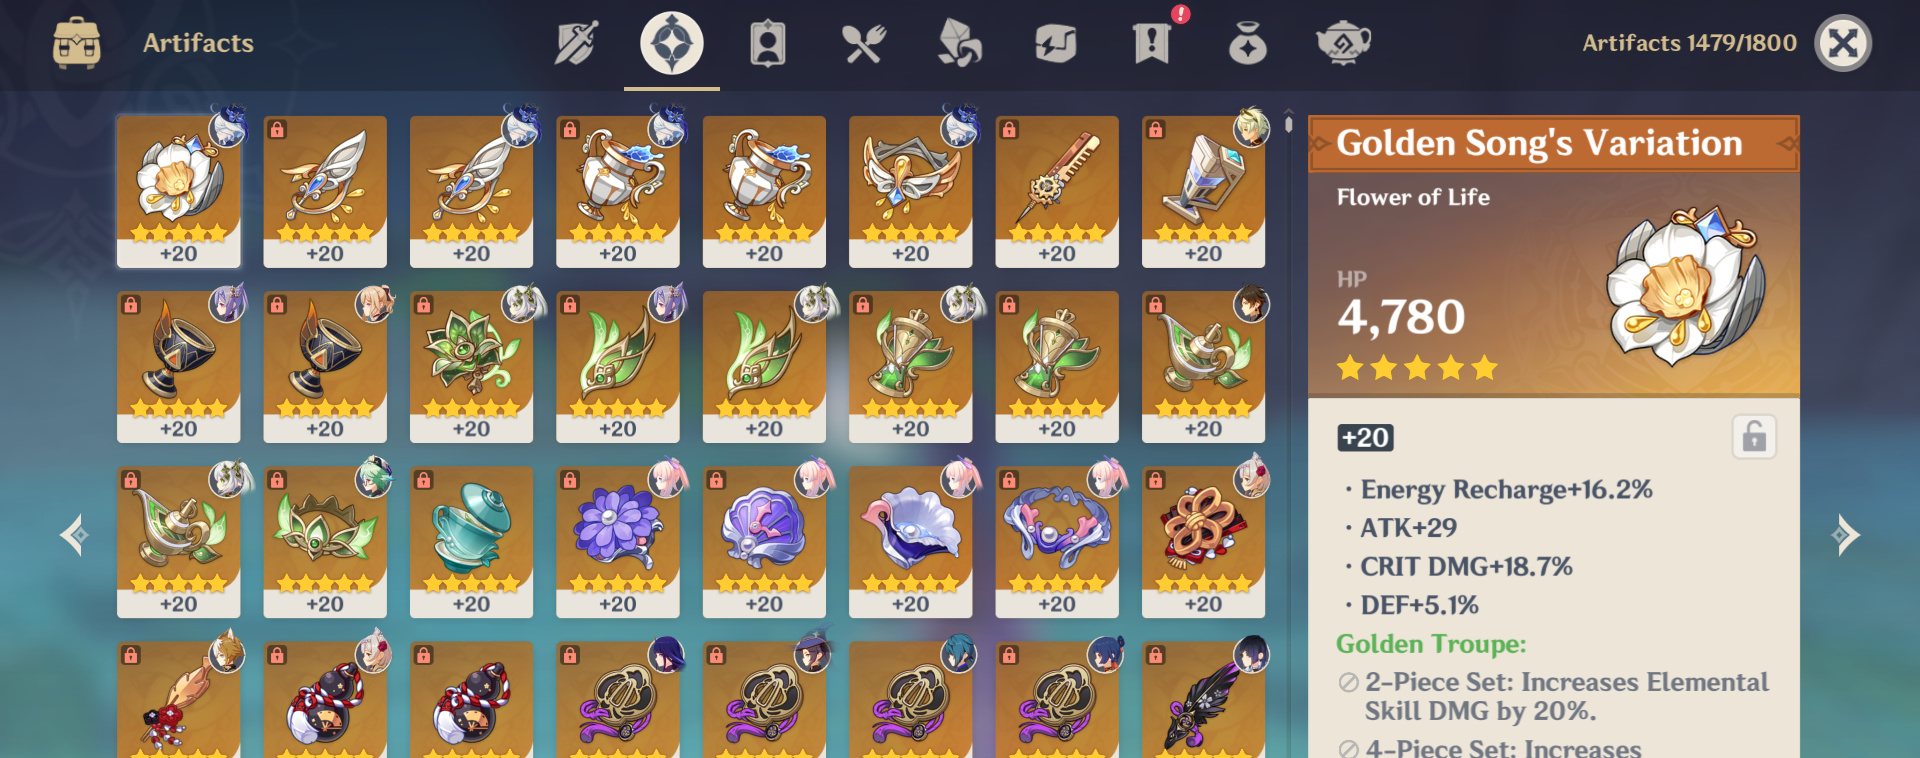 Artifacts
Artifacts 1479/1800
+20 +20 +20 +20 +20 +20 +20 +20
+20 +20 +20 +20 +20 +20 +20 +20
+20 +20 +20 +20 +20 +20 +20 +20
Golden Song's Variation
Flower of Life
HP
4,780
+20
· Energy Recharge+16.2%
· ATK+29
· CRIT DMG+18.7%
· DEF+5.1%
Golden Troupe:
2-Piece Set: Increases Elemental
Skill DMG by 20%.
4-Piece Set: Increases